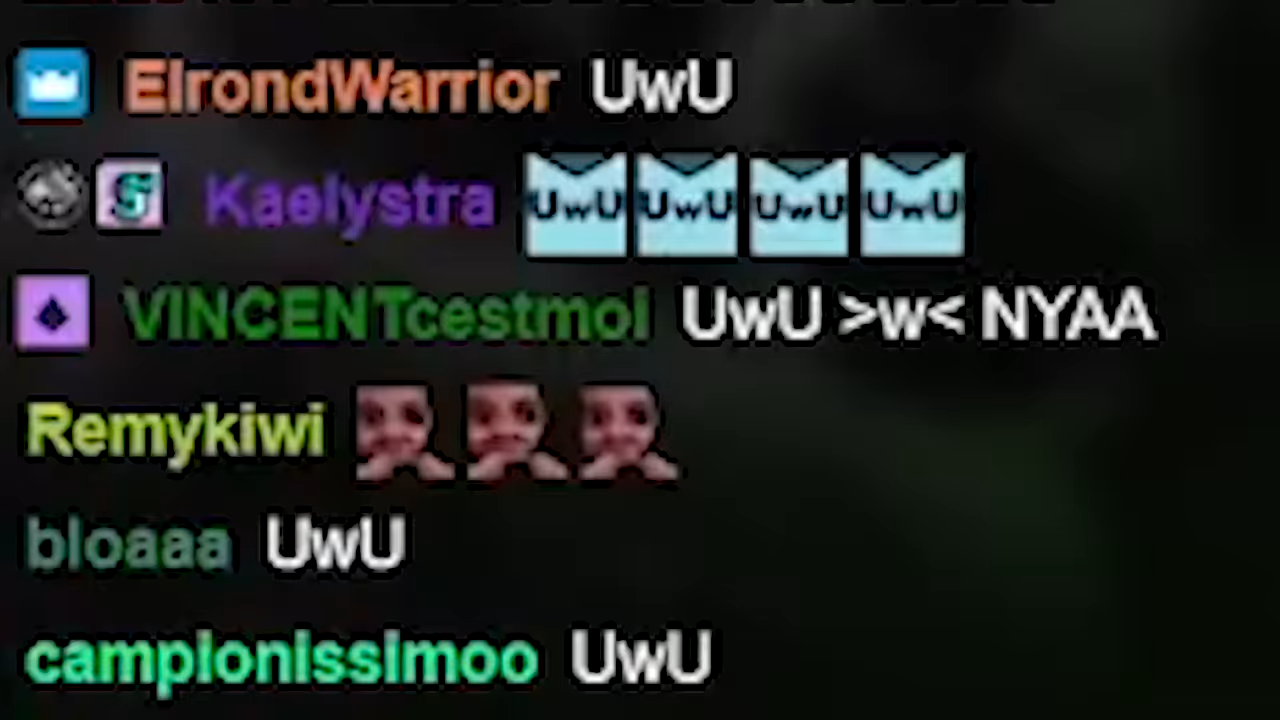 ElrondWarrior UwU
Kaelystra UwU UwU UwU UwU
VINCENTcestmoi UwU >w< NYAA
Remykiwi
bloaaa UwU
campionissimoo UwU